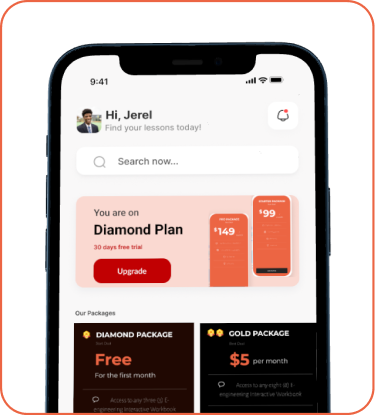 9:41
Hi, Jerel
Find your lessons today!
Search now...
You are on
Diamond Plan
30 days free trial
Upgrade
$149
$99
Our Packages
DIAMOND PACKAGE
Free
For the first month
Access to any three (3) E-
engineering Interactive Workbook
GOLD PACKAGE
$5 per month
Access to any eight (8) E-
engineering Interactive Workbook